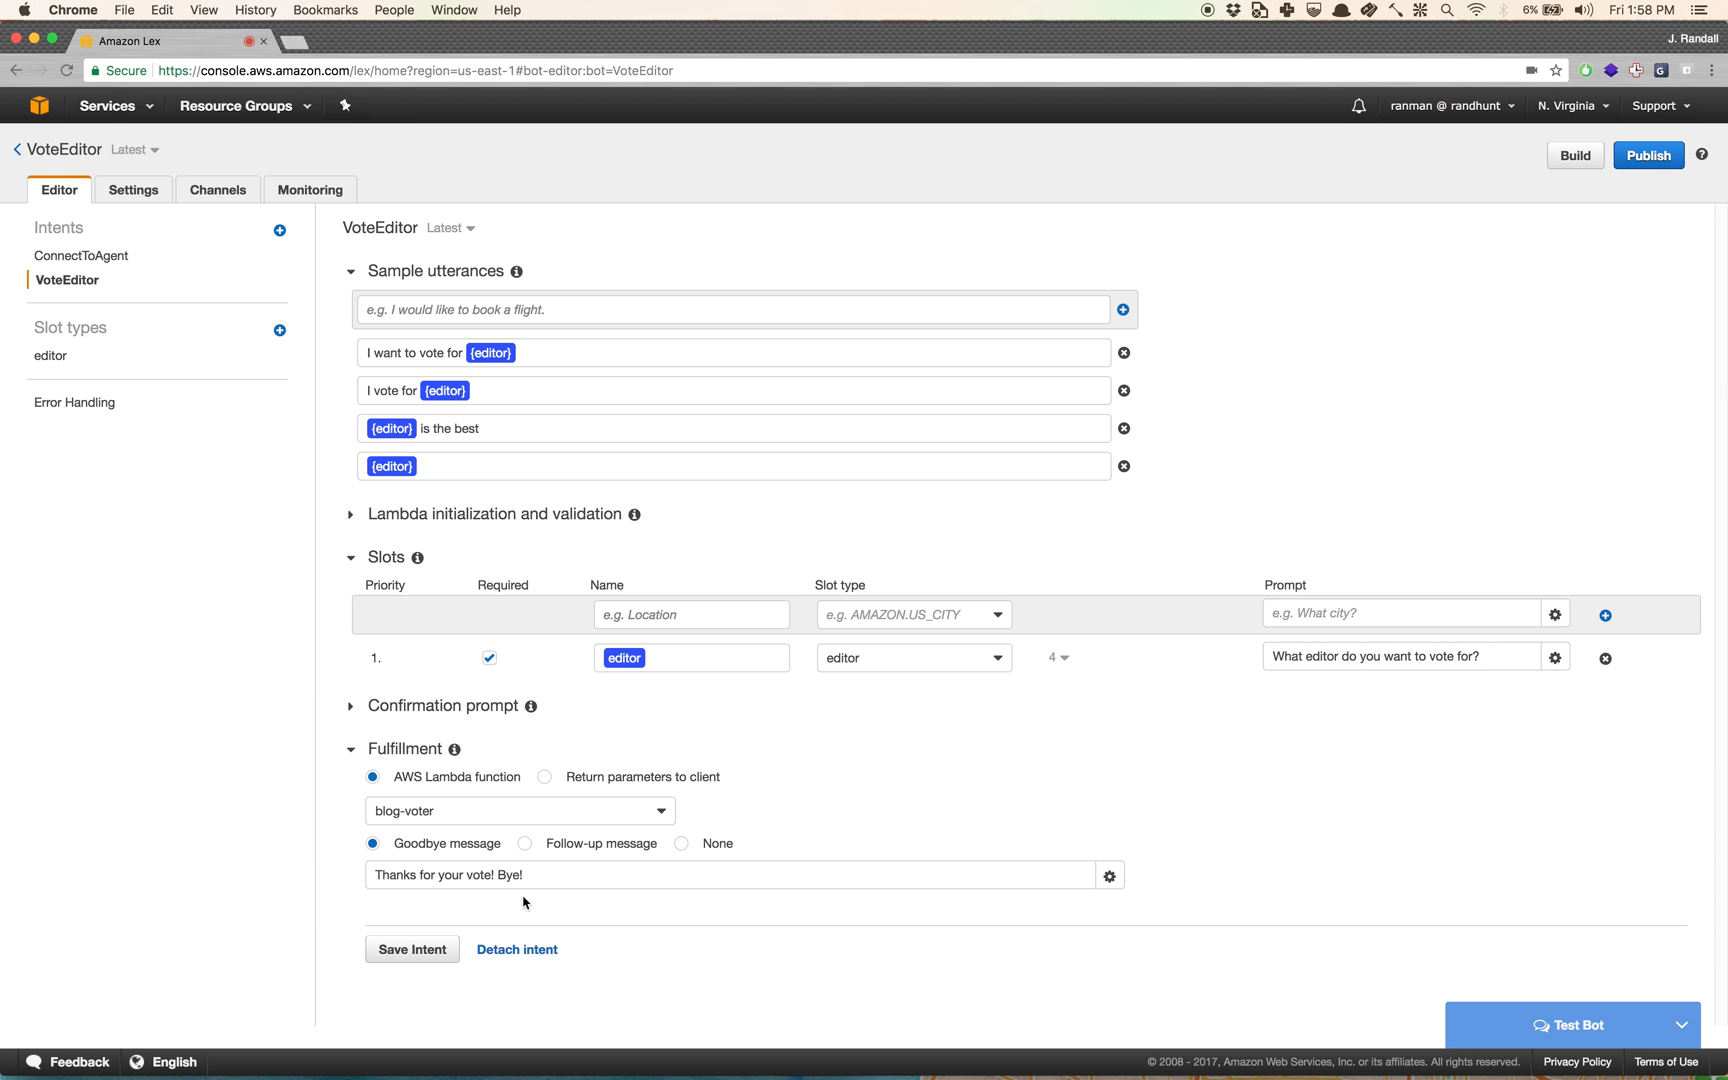 Chrome File Edit View History Bookmarks People Window Help 6% Fri 1:58 PM
Amazon Lex J. Randall
Secure https://console.aws.amazon.com/lex/home?region=us-east-1#bot-editor:bot=VoteEditor
Services Resource Groups ranman @ randhunt N. Virginia Support
VoteEditor Latest Build Publish
Editor Settings Channels Monitoring
Intents
ConnectToAgent
VoteEditor
Slot types
editor
Error Handling
VoteEditor Latest
Sample utterances
e.g. I would like to book a flight.
I want to vote for {editor}
I vote for {editor}
{editor} is the best
{editor}
Lambda initialization and validation
Slots
Priority Required Name Slot type Prompt
e.g. Location e.g. AMAZON.US_CITY e.g. What city?
1. editor editor 4 What editor do you want to vote for?
Confirmation prompt
Fulfillment
AWS Lambda function Return parameters to client
blog-voter
Goodbye message Follow-up message None
Thanks for your vote! Bye!
Save Intent Detach intent
Test Bot
Feedback English © 2008 - 2017, Amazon Web Services, Inc. or its affiliates. All rights reserved. Privacy Policy Terms of Use